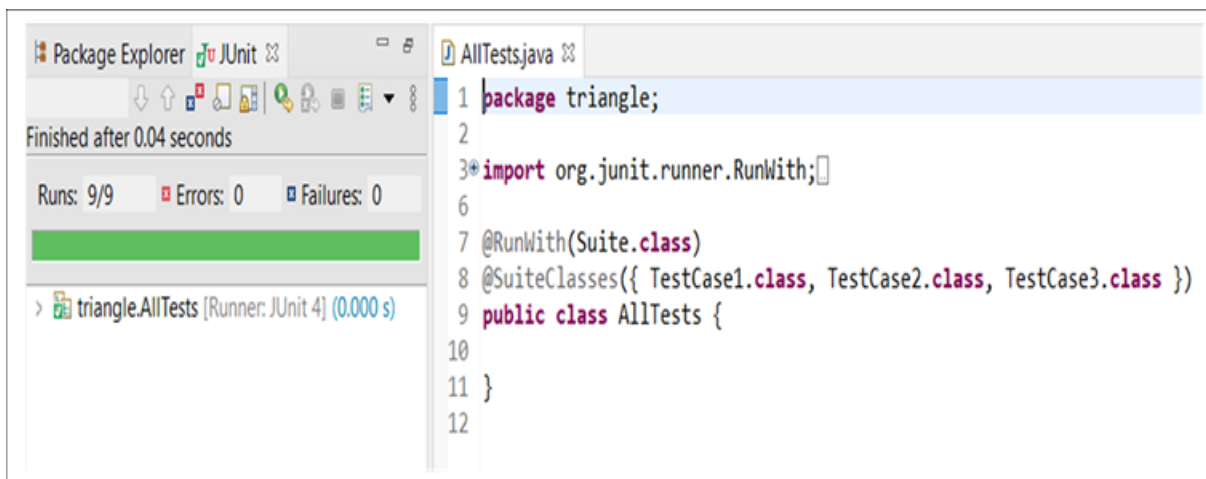 Package Explorer JUnit
Finished after 0.04 seconds
Runs: 9/9 Errors: 0 Failures: 0
triangle.AllTests [Runner: JUnit 4] (0.000 s)
AllTests.java
1 package triangle;
2
3 import org.junit.runner.RunWith;
6
7 @RunWith(Suite.class)
8 @SuiteClasses({ TestCase1.class, TestCase2.class, TestCase3.class })
9 public class AllTests {
10
11 }
12